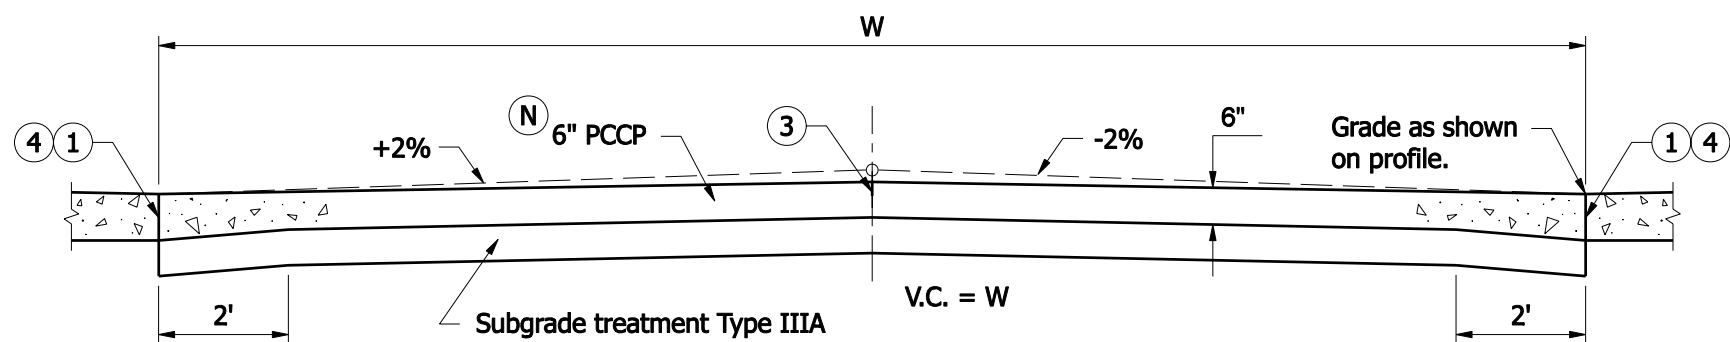 W
N
6" PCCP
3
6"
Grade as shown
on profile.
4 1
+2%
-2%
1 4
V.C. = W
2'
Subgrade treatment Type IIIA
2'